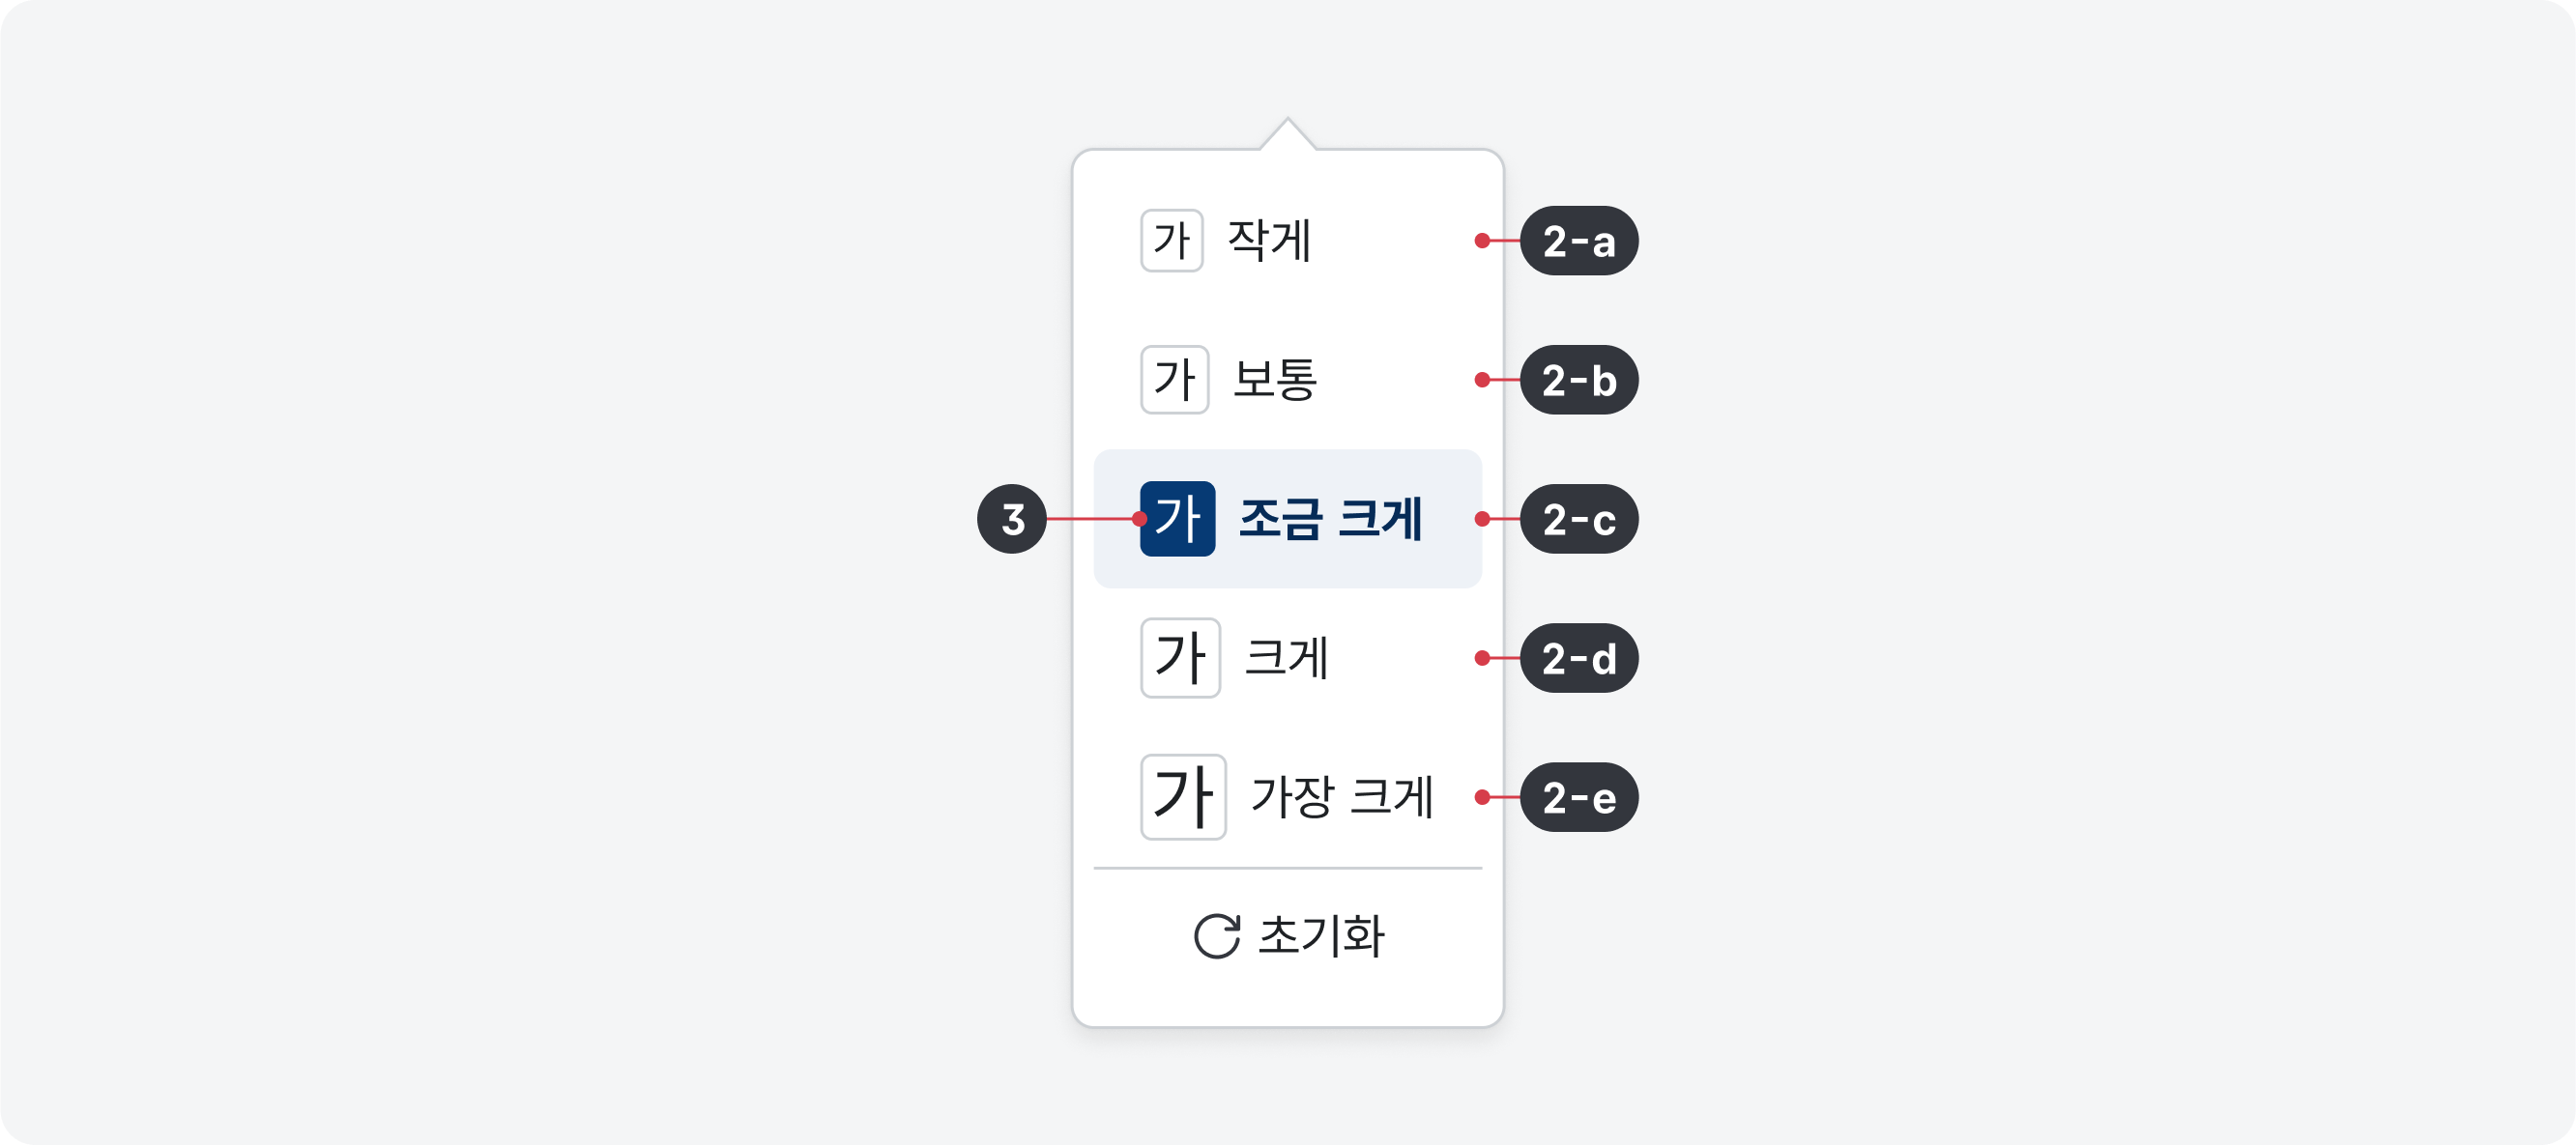 가 작게 2-a
가 보통 2-b
3 가 조금 크게 2-c
가 크게 2-d
가 가장 크게 2-e
초기화